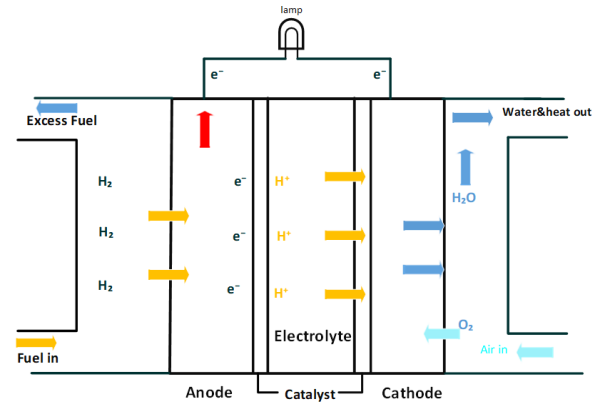 lamp
e⁻
e⁻
Excess Fuel
Water&heat out
H₂
e⁻
H⁺
H₂O
H₂
e⁻
H⁺
H₂
e⁻
H⁺
O₂
Electrolyte
Air in
Fuel in
Anode
Catalyst
Cathode